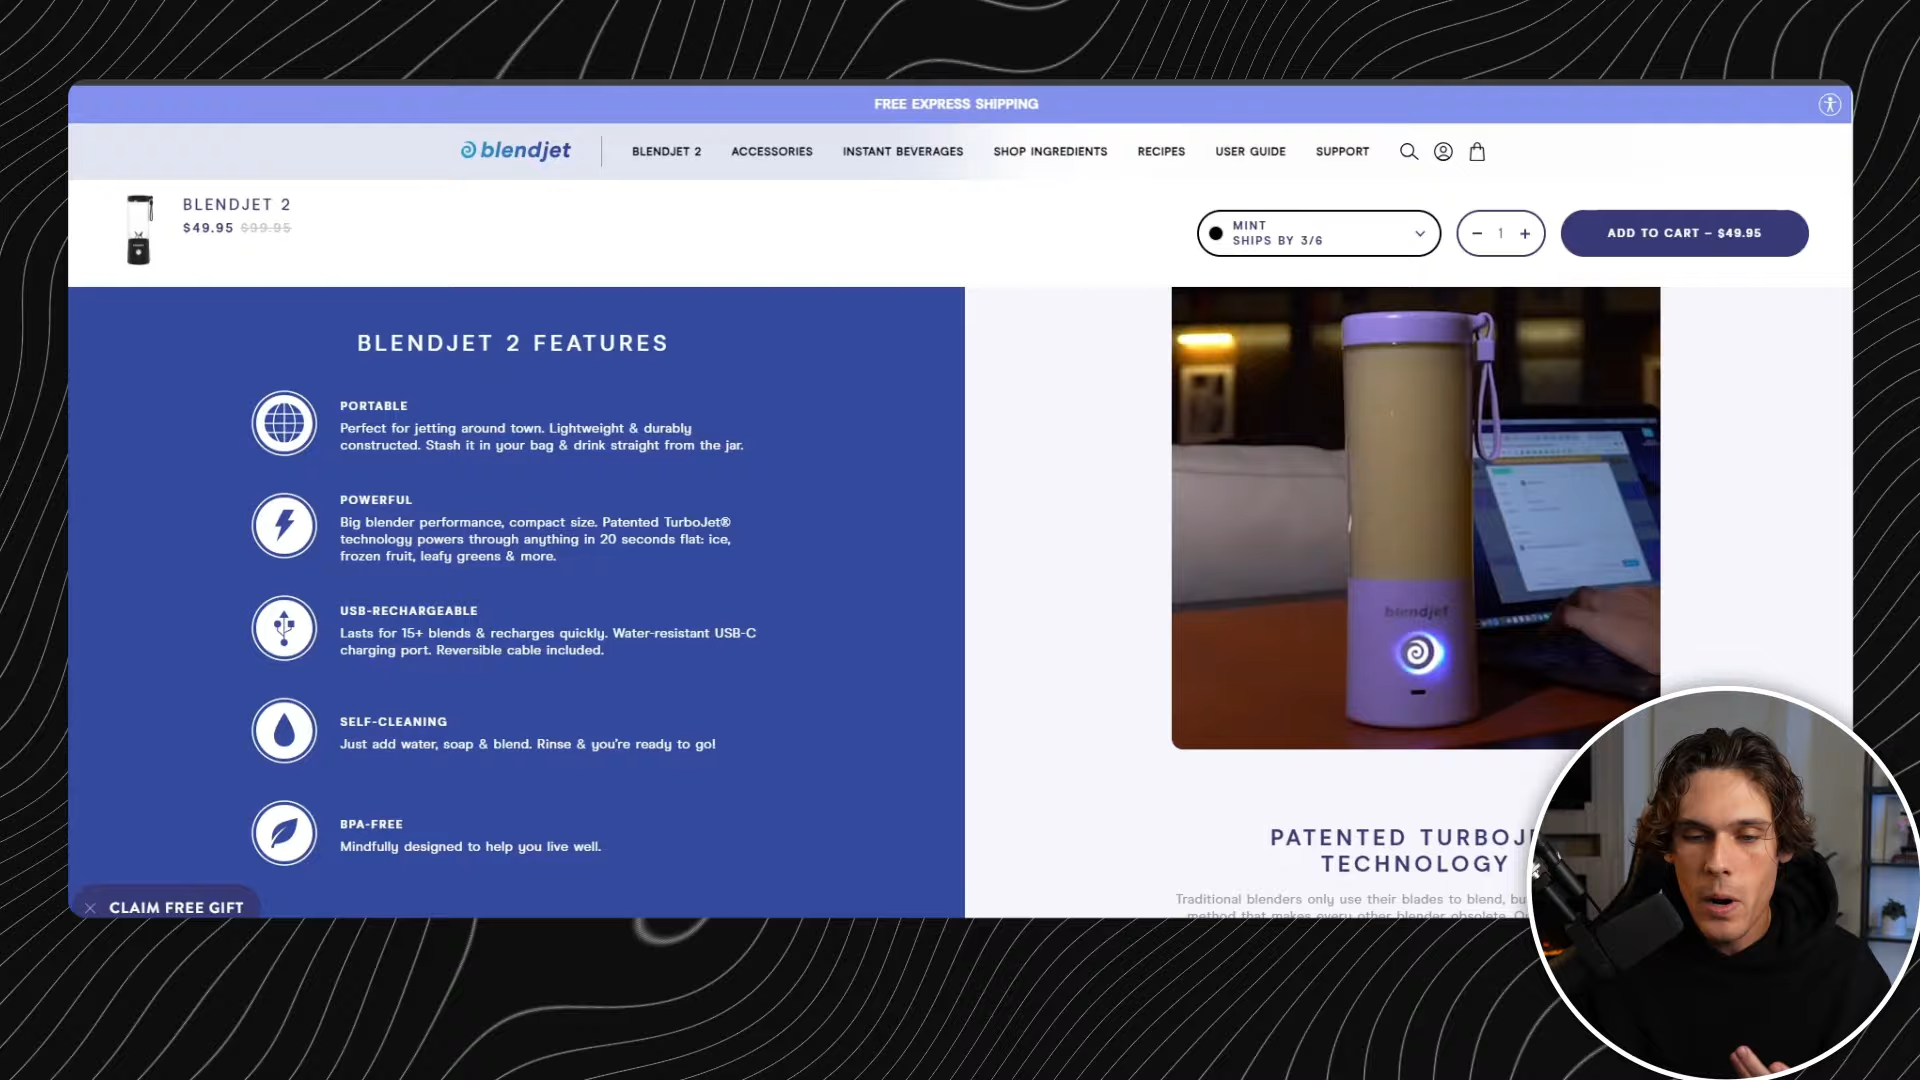 FREE EXPRESS SHIPPING
blendjet
BLENDJET 2
ACCESSORIES
INSTANT BEVERAGES
SHOP INGREDIENTS
RECIPES
USER GUIDE
SUPPORT
BLENDJET 2
$49.95 $99.95
MINT
SHIPS BY 3/6
− 1 +
ADD TO CART – $49.95
BLENDJET 2 FEATURES
PORTABLE
Perfect for jetting around town. Lightweight & durably
constructed. Stash it in your bag & drink straight from the jar.
POWERFUL
Big blender performance, compact size. Patented TurboJet®
technology powers through anything in 20 seconds flat: ice,
frozen fruit, leafy greens & more.
USB-RECHARGEABLE
Lasts for 15+ blends & recharges quickly. Water-resistant USB-C
charging port. Reversible cable included.
SELF-CLEANING
Just add water, soap & blend. Rinse & you're ready to go!
BPA-FREE
Mindfully designed to help you live well.
CLAIM FREE GIFT
blendjet
PATENTED TURBOJ
TECHNOLOGY
Traditional blenders only use their blades to blend, bu
method that makes every other blender obsolete.